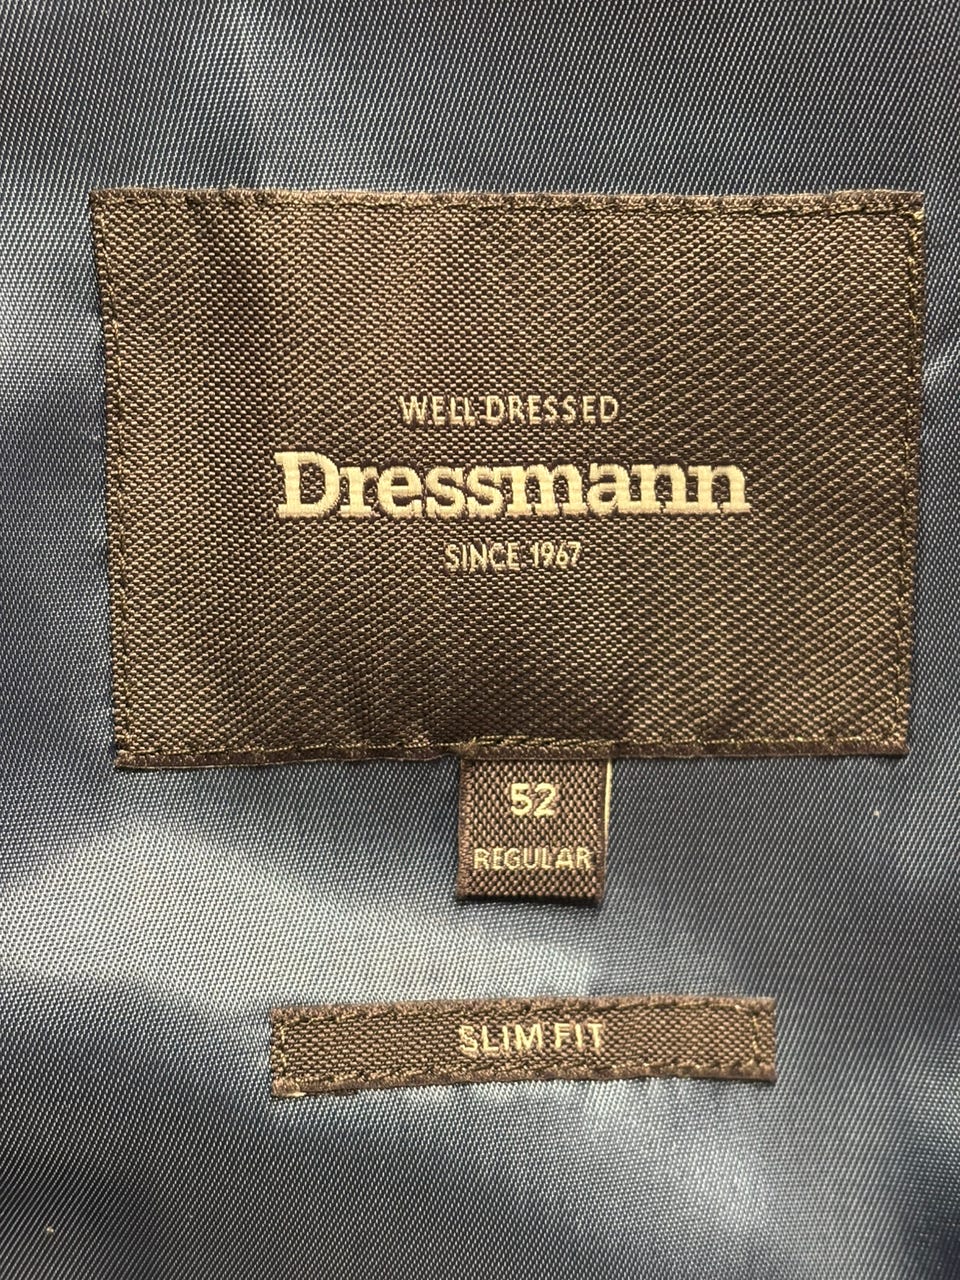 WELL DRESSED
Dressmann
SINCE 1967
52
REGULAR
SLIM FIT